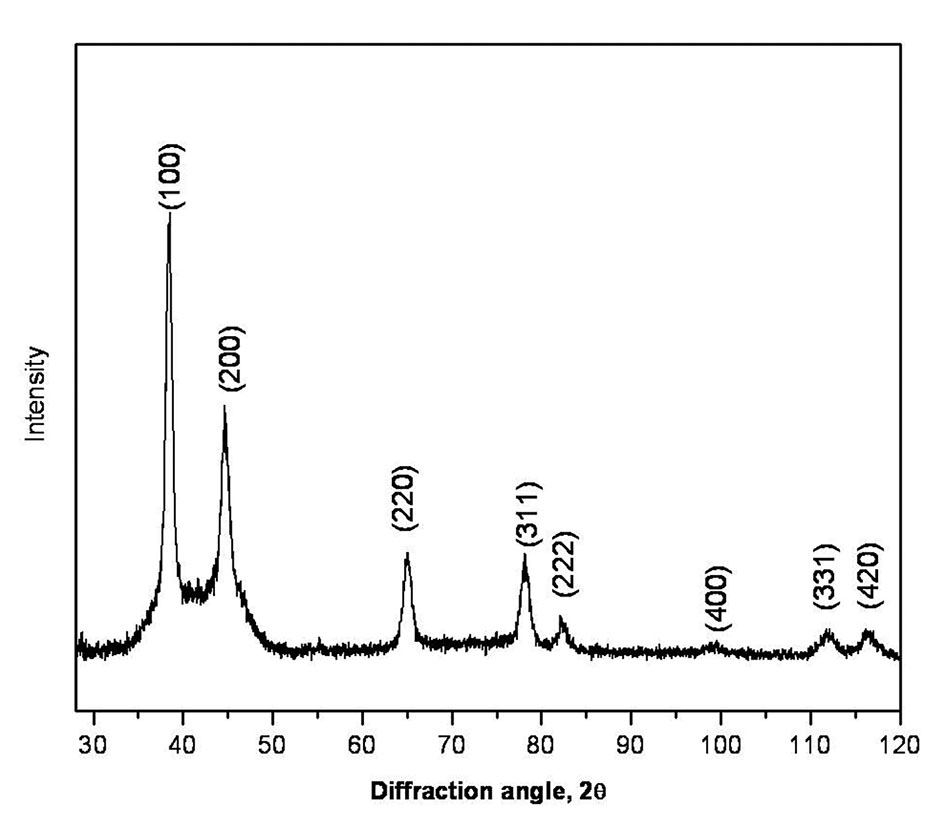 (100)
(200)
(220)
(311)
(222)
(400)
(331)
(420)
Intensity
30 40 50 60 70 80 90 100 110 120
Diffraction angle, 2θ